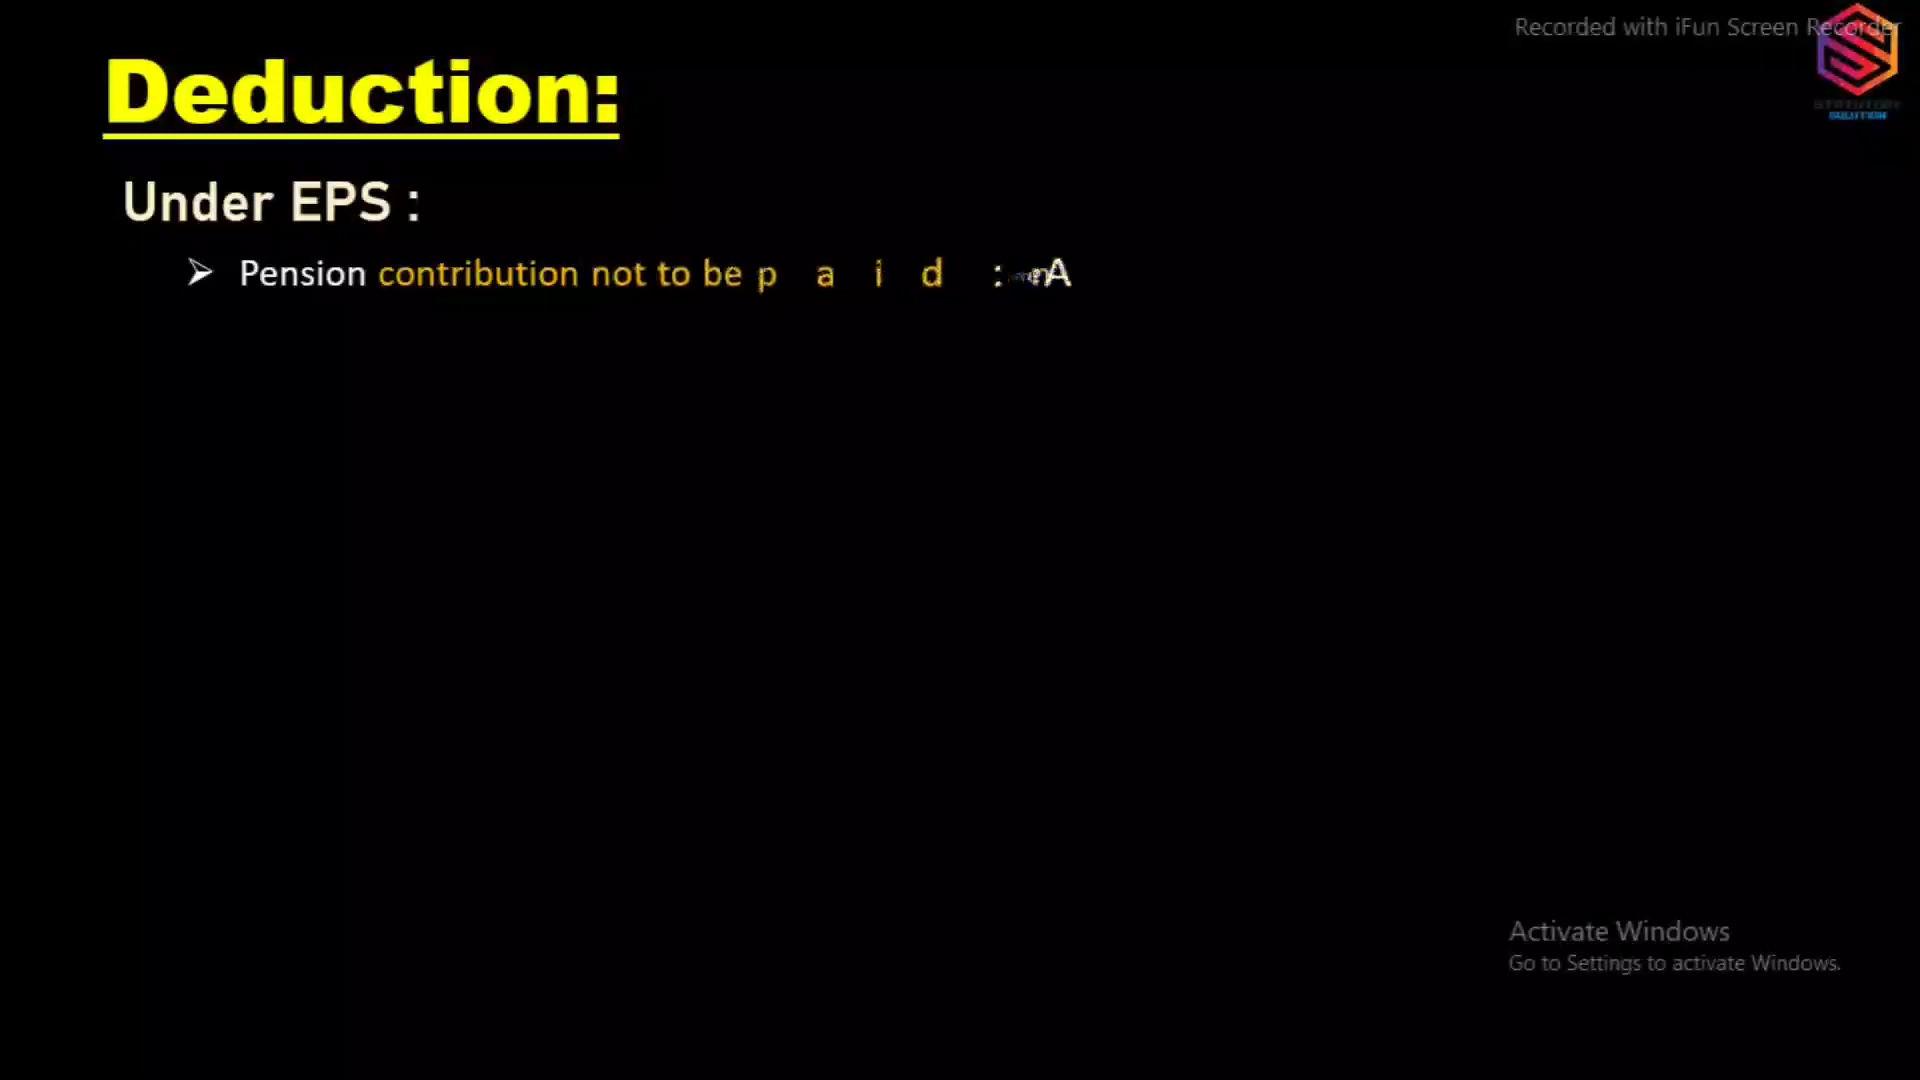 Recorded with iFun Screen Recorder
Deduction:
SOLUTION
Under EPS :
➢ Pension contribution not to be p a i d : A
Activate Windows
Go to Settings to activate Windows.